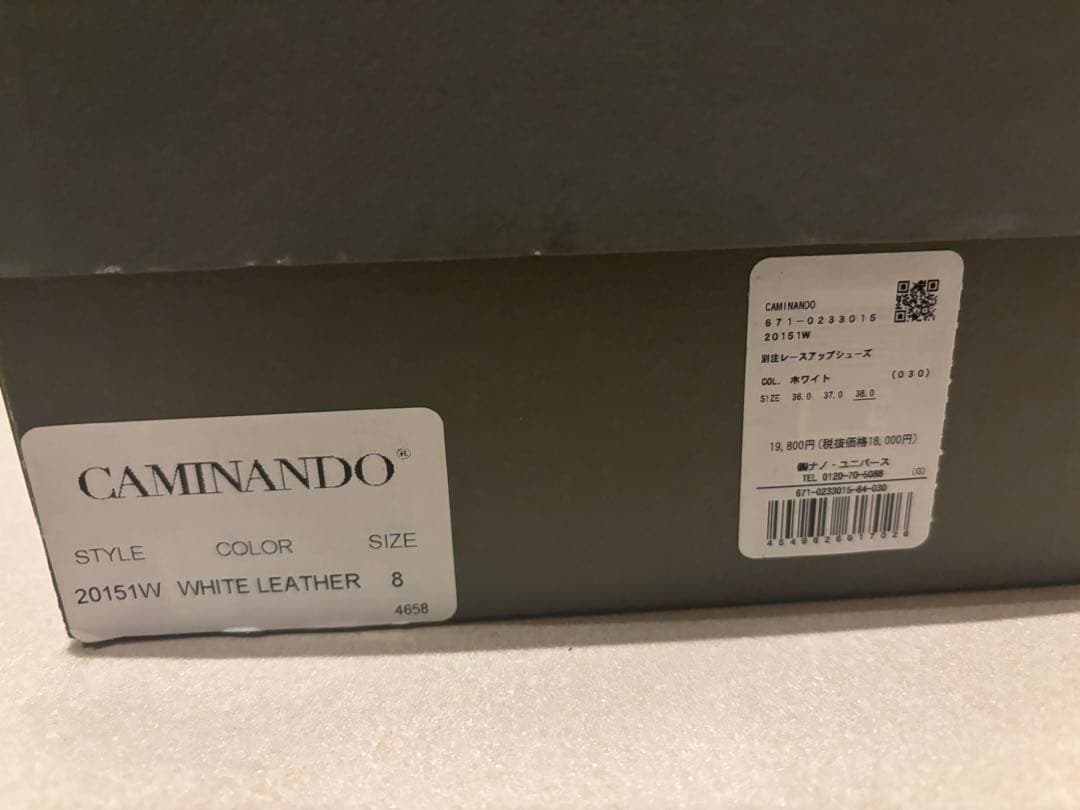 CAMINANDO®
STYLE COLOR SIZE
20151W WHITE LEATHER 8
4658
CAMINANDO
671-0233015
20151W
別注レースアップシューズ
COL. ホワイト (030)
SIZE 36.0 37.0 38.0
19,800円(税抜価格18,000円)
㈱ナノ・ユニバース
TEL 0120-70-5088 (G)
671-0233015-84-030